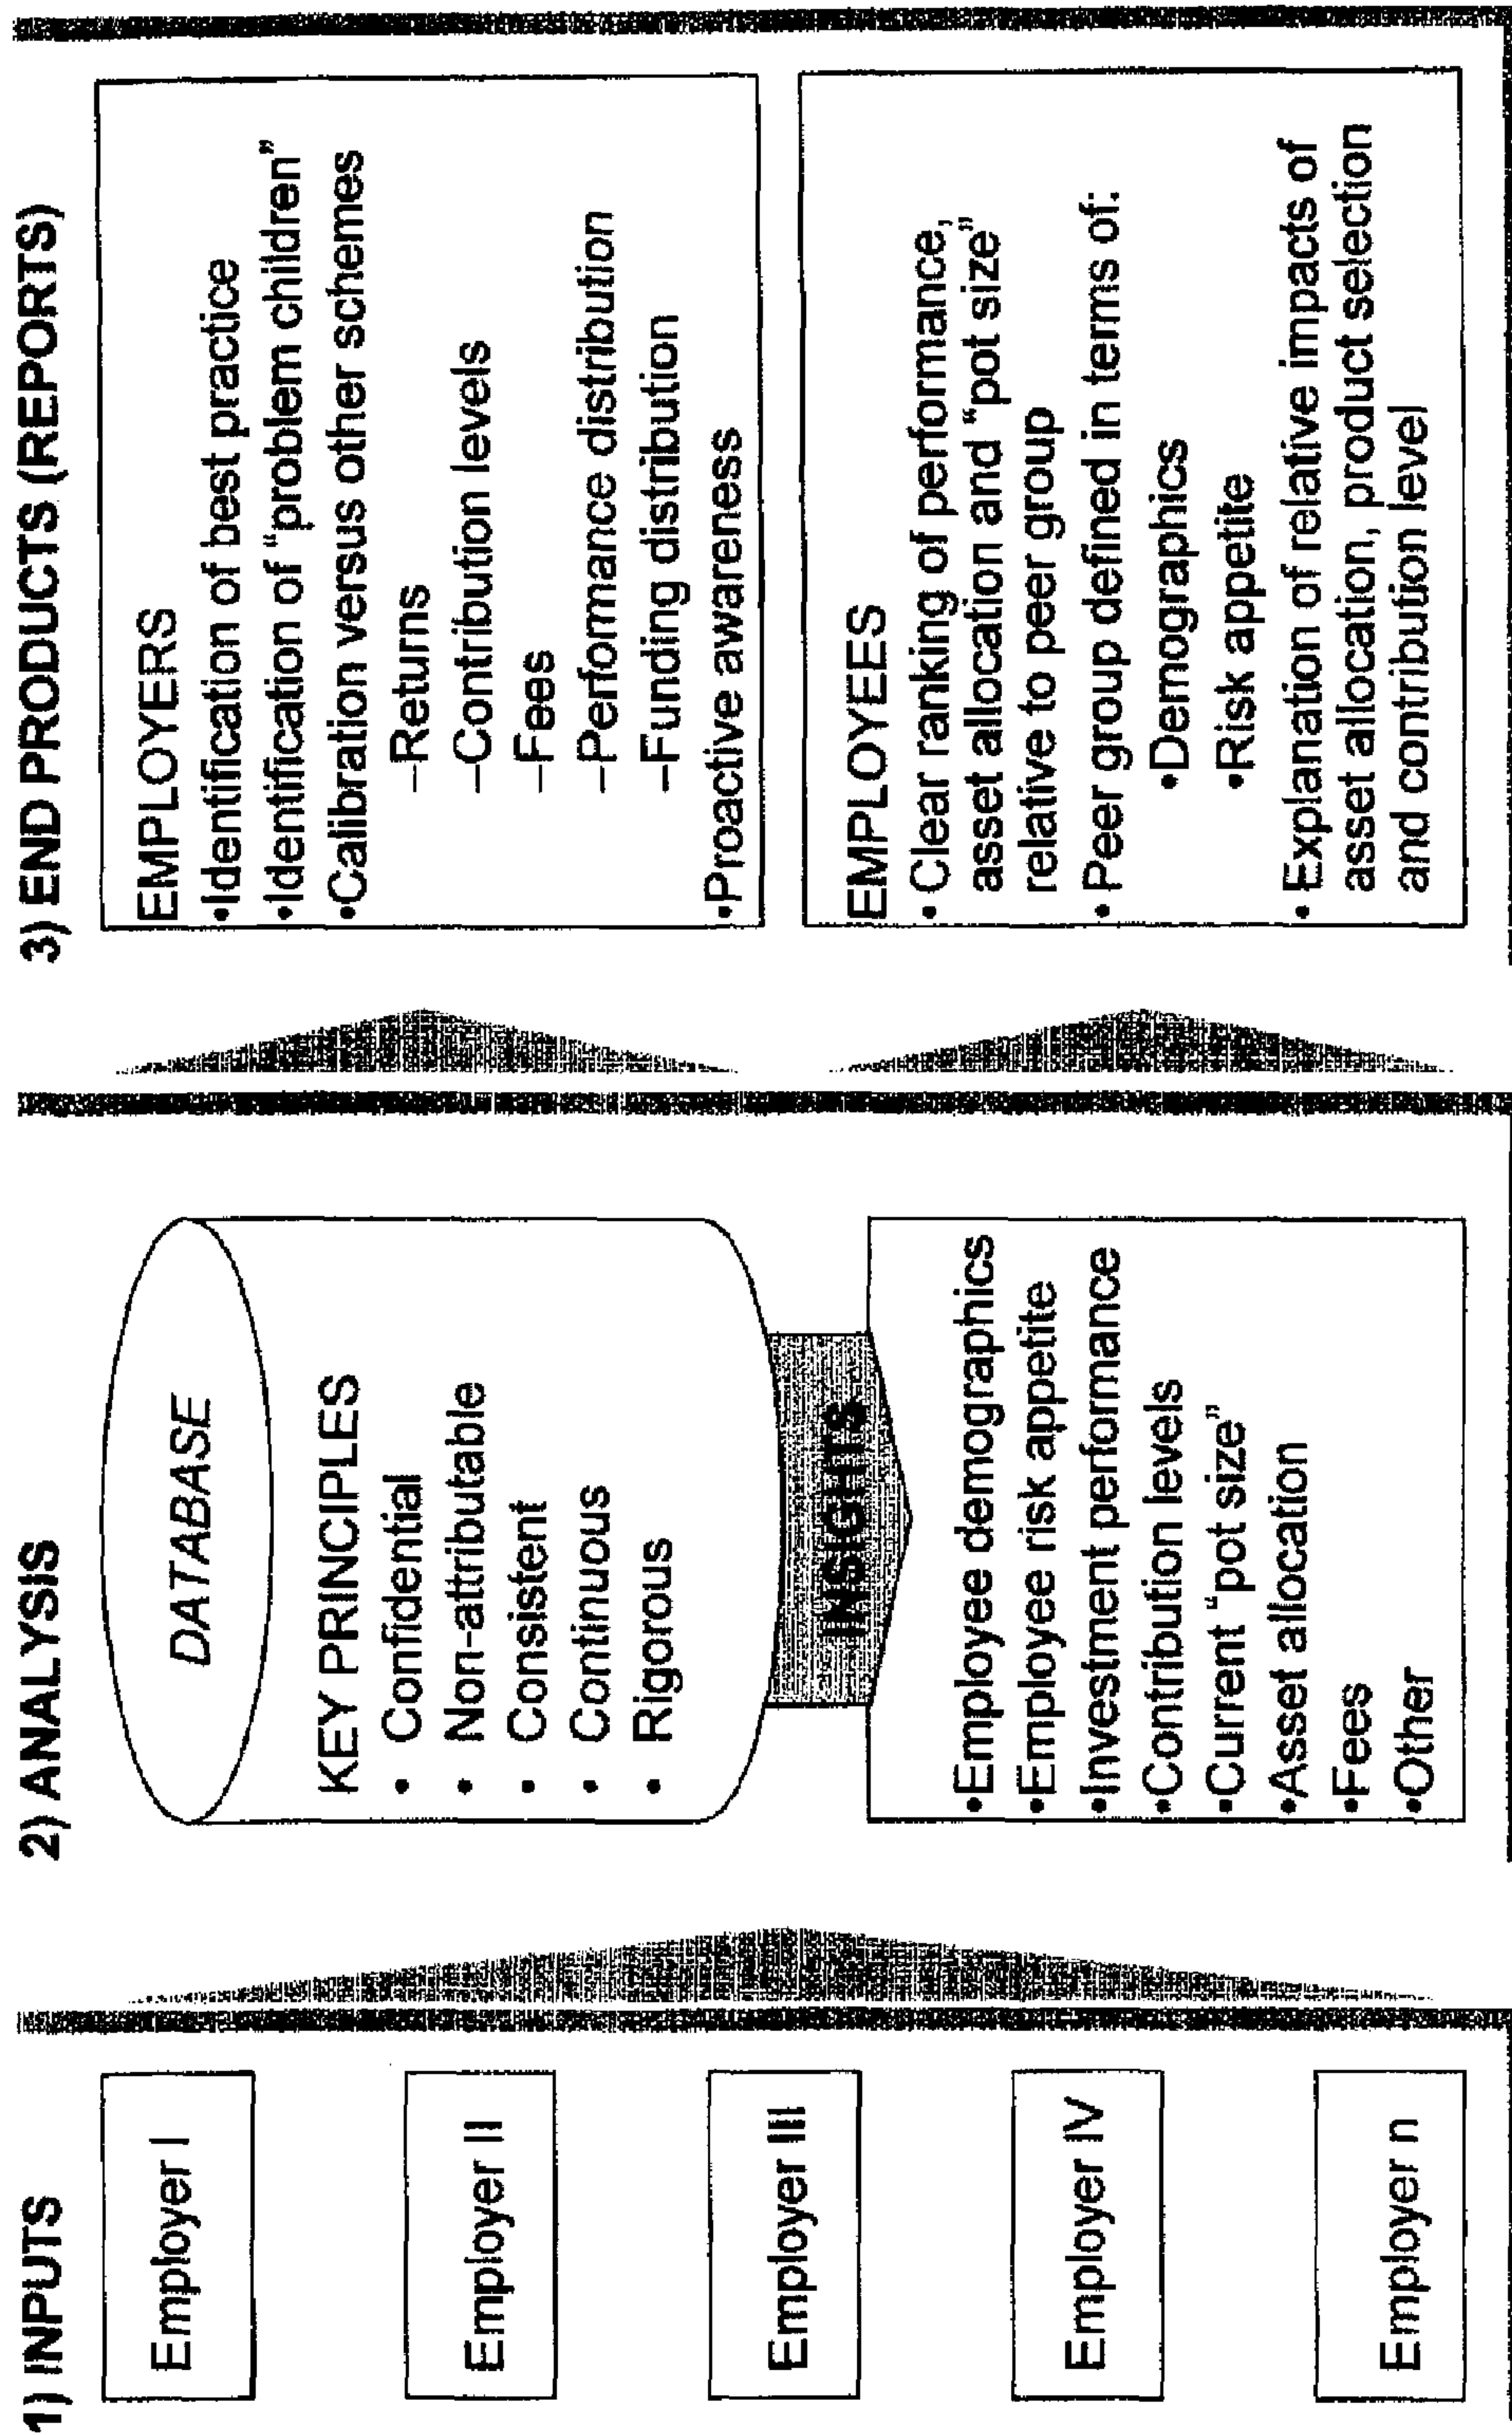 1) INPUTS
Employer I
Employer II
Employer III
Employer IV
Employer n
2) ANALYSIS
DATABASE
KEY PRINCIPLES
• Confidential
• Non-attributable
• Consistent
• Continuous
• Rigorous
INSIGHTS
•Employee demographics
•Employee risk appetite
•Investment performance
•Contribution levels
•Current “pot size”
•Asset allocation
•Fees
•Other
3) END PRODUCTS (REPORTS)
EMPLOYERS
•Identification of best practice
•Identification of “problem children”
•Calibration versus other schemes
–Returns
–Contribution levels
–Fees
–Performance distribution
–Funding distribution
•Proactive awareness
EMPLOYEES
• Clear ranking of performance,
asset allocation and “pot size”
relative to peer group
• Peer group defined in terms of:
•Demographics
•Risk appetite
• Explanation of relative impacts of
asset allocation, product selection
and contribution level